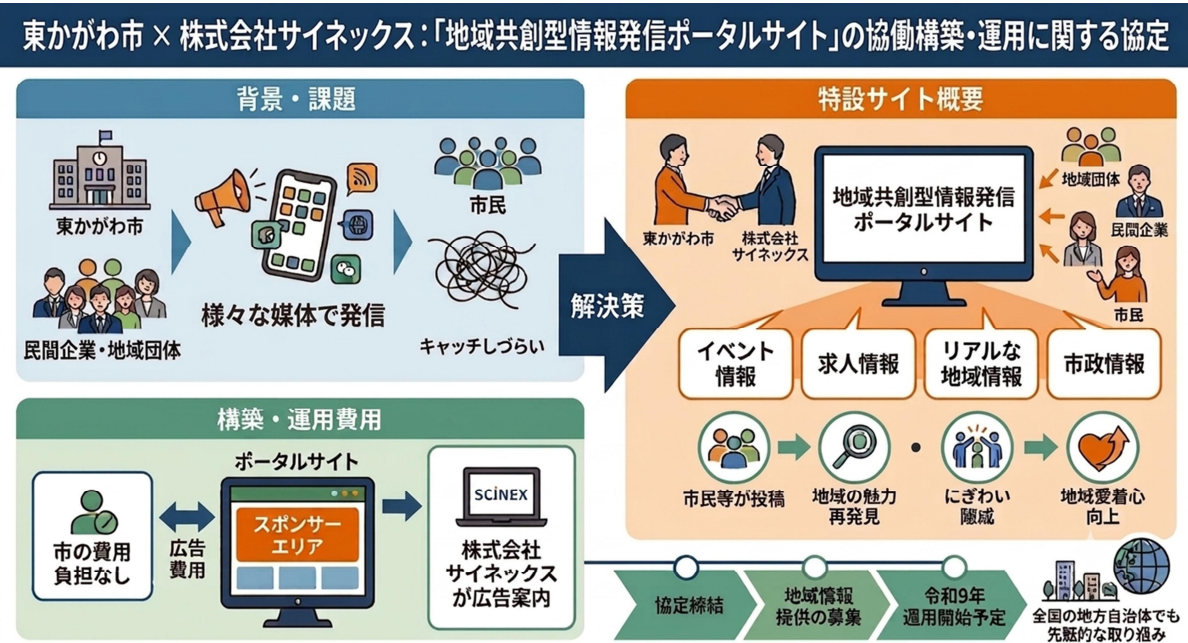 東かがわ市 × 株式会社サイネックス：「地域共創型情報発信ポータルサイト」の協働構築・運用に関する協定
背景・課題
東かがわ市
民間企業・地域団体
様々な媒体で発信
市民
キャッチしづらい
解決策
構築・運用費用
市の費用
負担なし
広告
費用
ポータルサイト
スポンサー
エリア
SCINEX
株式会社
サイネックス
が広告案内
特設サイト概要
東かがわ市
株式会社
サイネックス
地域共創型情報発信
ポータルサイト
地域団体
民間企業
市民
イベント
情報
求人情報
リアルな
地域情報
市政情報
市民等が投稿
地域の魅力
再発見
・
にぎわい
地域愛着心
向上
協定締結
地域情報
提供の募集
令和9年
運用開始予定
全国の地方自治体でも
先駆的な取り組み